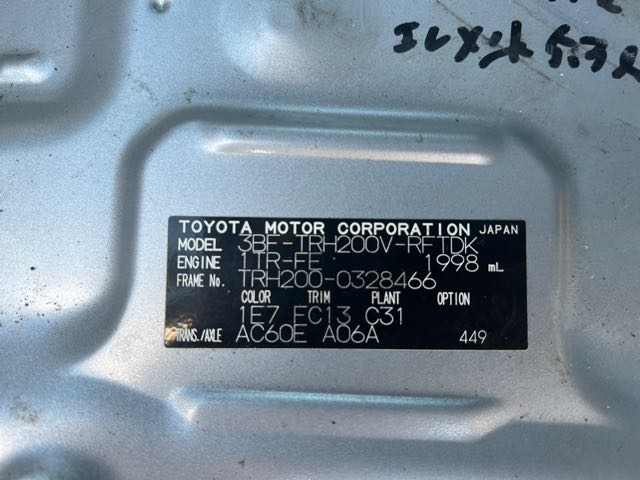 TOYOTA MOTOR CORPORATION JAPAN
MODEL 3BF-TRH200V-RFTDK
ENGINE 1TR-FE 1998 mL
FRAME No. TRH200-0328466
COLOR TRIM PLANT OPTION
1E7 FC13 C31
TRANS./AXLE AC60E A06A 449